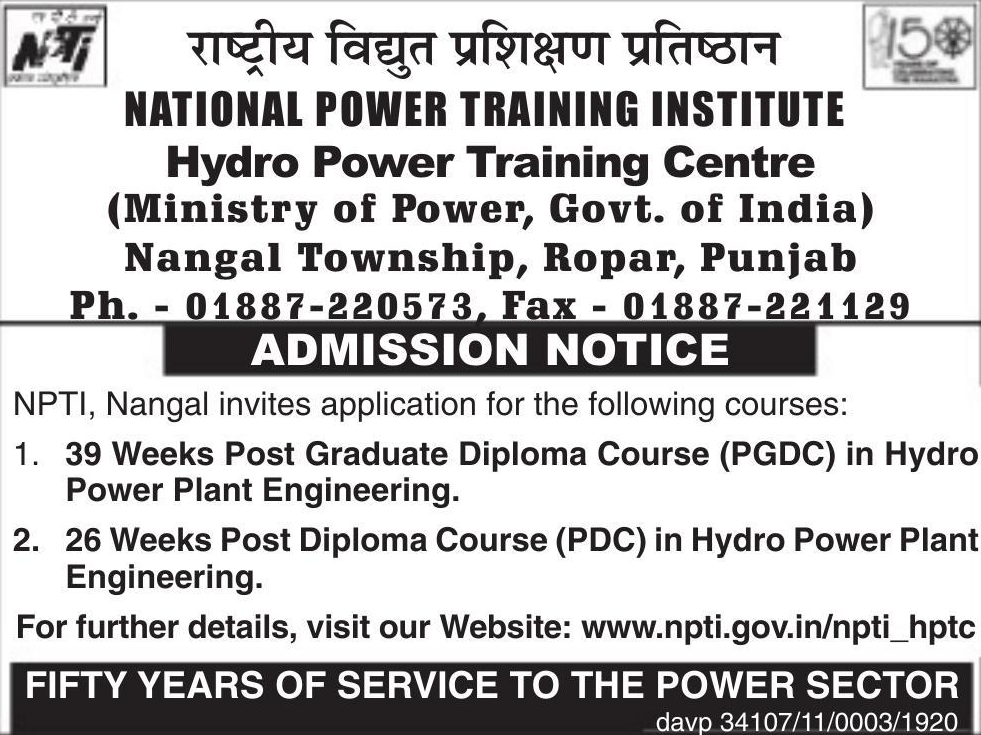 NPTI
राष्ट्रीय विद्युत प्रशिक्षण प्रतिष्ठान
150
NATIONAL POWER TRAINING INSTITUTE
Hydro Power Training Centre
(Ministry of Power, Govt. of India)
Nangal Township, Ropar, Punjab
Ph. - 01887-220573, Fax - 01887-221129
ADMISSION NOTICE
NPTI, Nangal invites application for the following courses:
1. 39 Weeks Post Graduate Diploma Course (PGDC) in Hydro
Power Plant Engineering.
2. 26 Weeks Post Diploma Course (PDC) in Hydro Power Plant
Engineering.
For further details, visit our Website: www.npti.gov.in/npti_hptc
FIFTY YEARS OF SERVICE TO THE POWER SECTOR
davp 34107/11/0003/1920